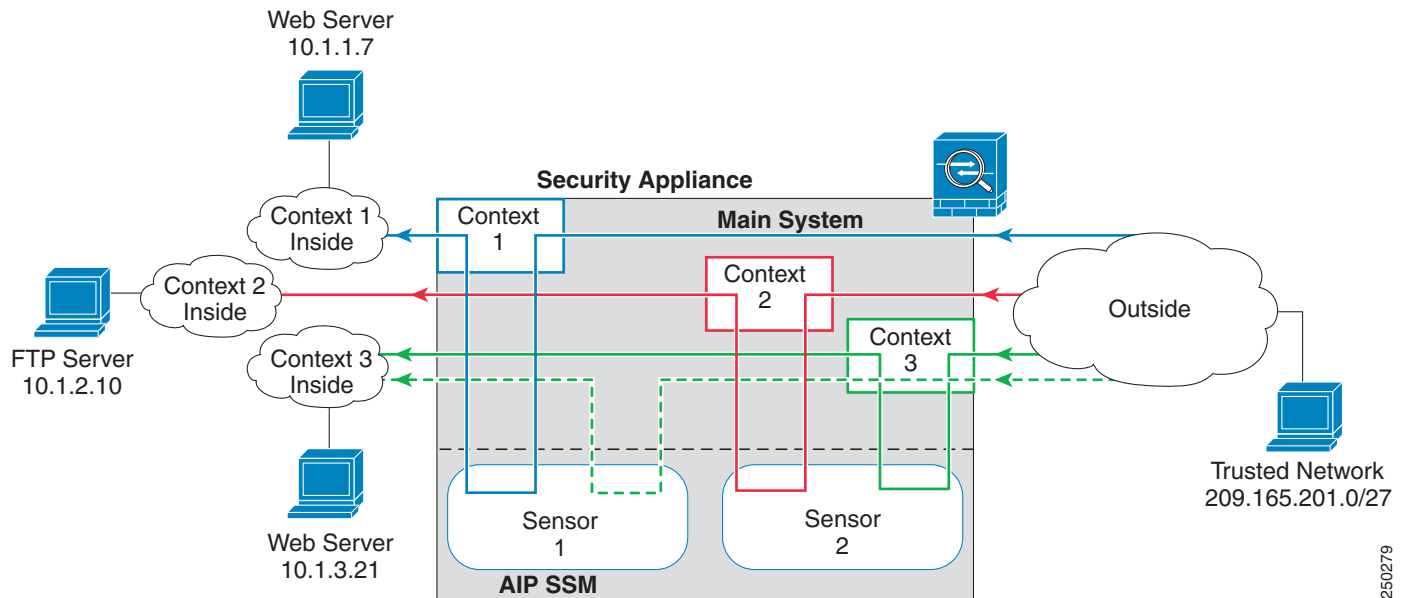 Web Server
10.1.1.7
Security Appliance
Main System
Context
1
Context 1
Inside
Context
2
Context 2
Inside
Outside
Context
3
FTP Server
10.1.2.10
Context 3
Inside
Trusted Network
209.165.201.0/27
Sensor
1
Sensor
2
Web Server
10.1.3.21
AIP SSM
250279